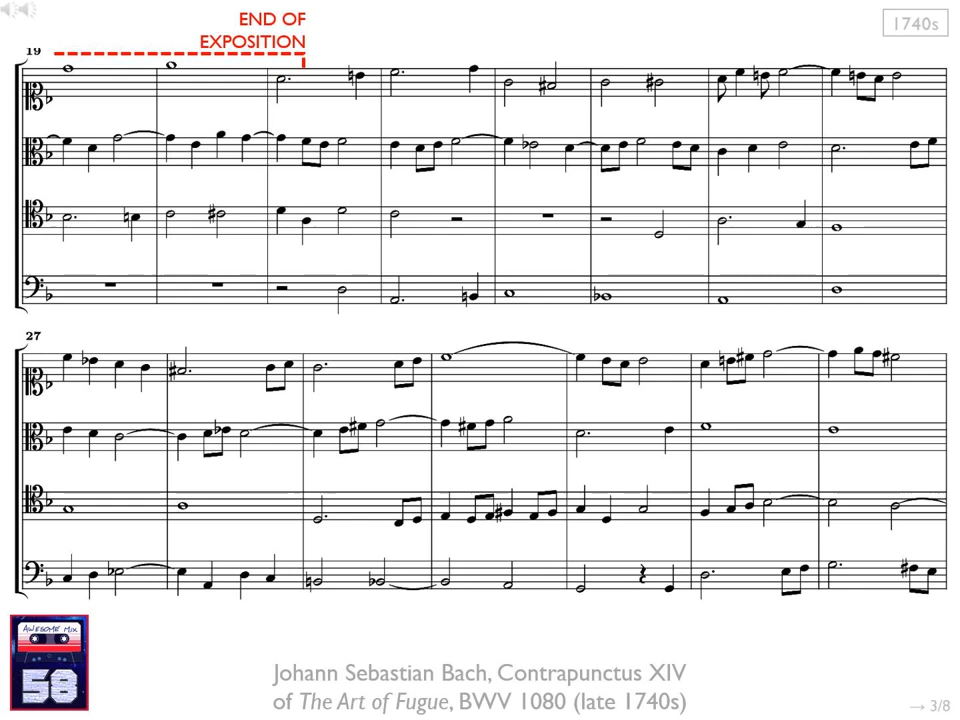 END OF
EXPOSITION
1740s
19
27
AWESOME MIX
58
Johann Sebastian Bach, Contrapunctus XIV
of The Art of Fugue, BWV 1080 (late 1740s)
→ 3/8